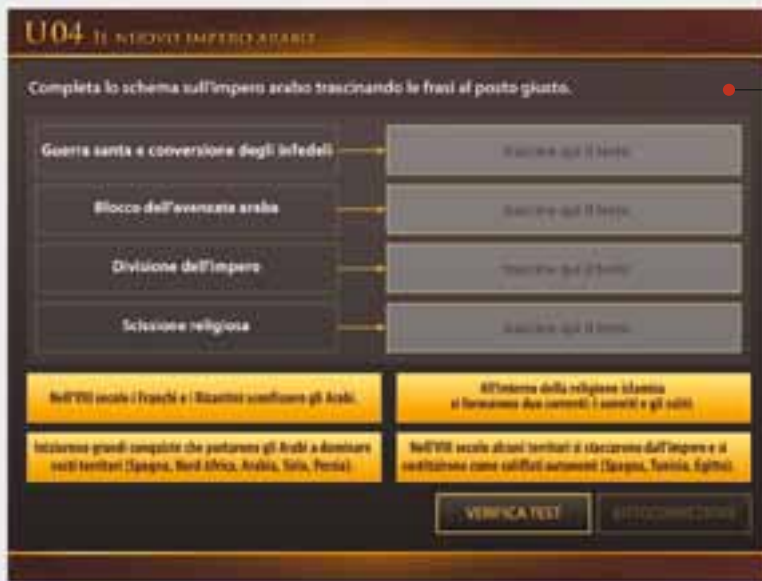 U04 IL NUOVO IMPERO ARABO
Completa lo schema sull'impero arabo trascinando le frasi al posto giusto.
Guerra santa e conversione degli infedeli
Trascina qui il testo
Blocco dell'avanzata araba
Trascina qui il testo
Divisione dell'impero
Trascina qui il testo
Scissione religiosa
Trascina qui il testo
Nell'VIII secolo i Franchi e i Bizantini sconfissero gli Arabi.
All'interno della religione islamica
si formarono due correnti: i sunniti e gli sciiti.
Iniziarono grandi conquiste che portarono gli Arabi a dominare
vasti territori (Spagna, Nord Africa, Arabia, Siria, Persia).
Nell'VIII secolo alcuni territori si staccarono dall'impero e si
costituirono come califfati autonomi (Spagna, Tunisia, Egitto).
VERIFICA TEST
AUTOCORREZIONE